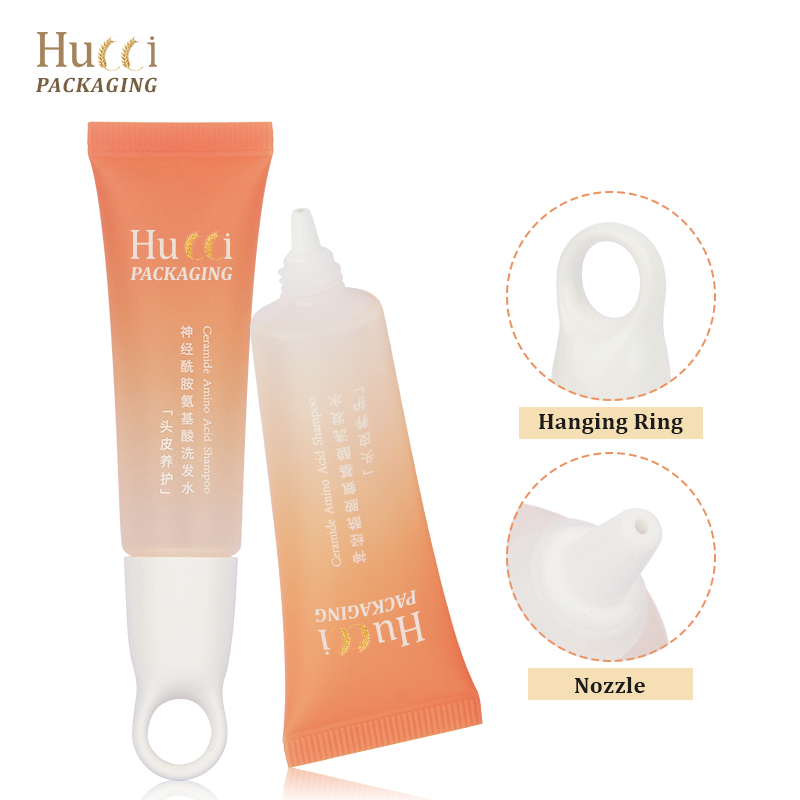 Hucci
PACKAGING
Hucci
PACKAGING
Ceramide Amino Acid Shampoo
神经酰胺氨基酸洗发水
「头皮养护」
Hucci
PACKAGING
Ceramide Amino Acid Shampoo
神经酰胺氨基酸洗发水
「头皮养护」
Hanging Ring
Nozzle